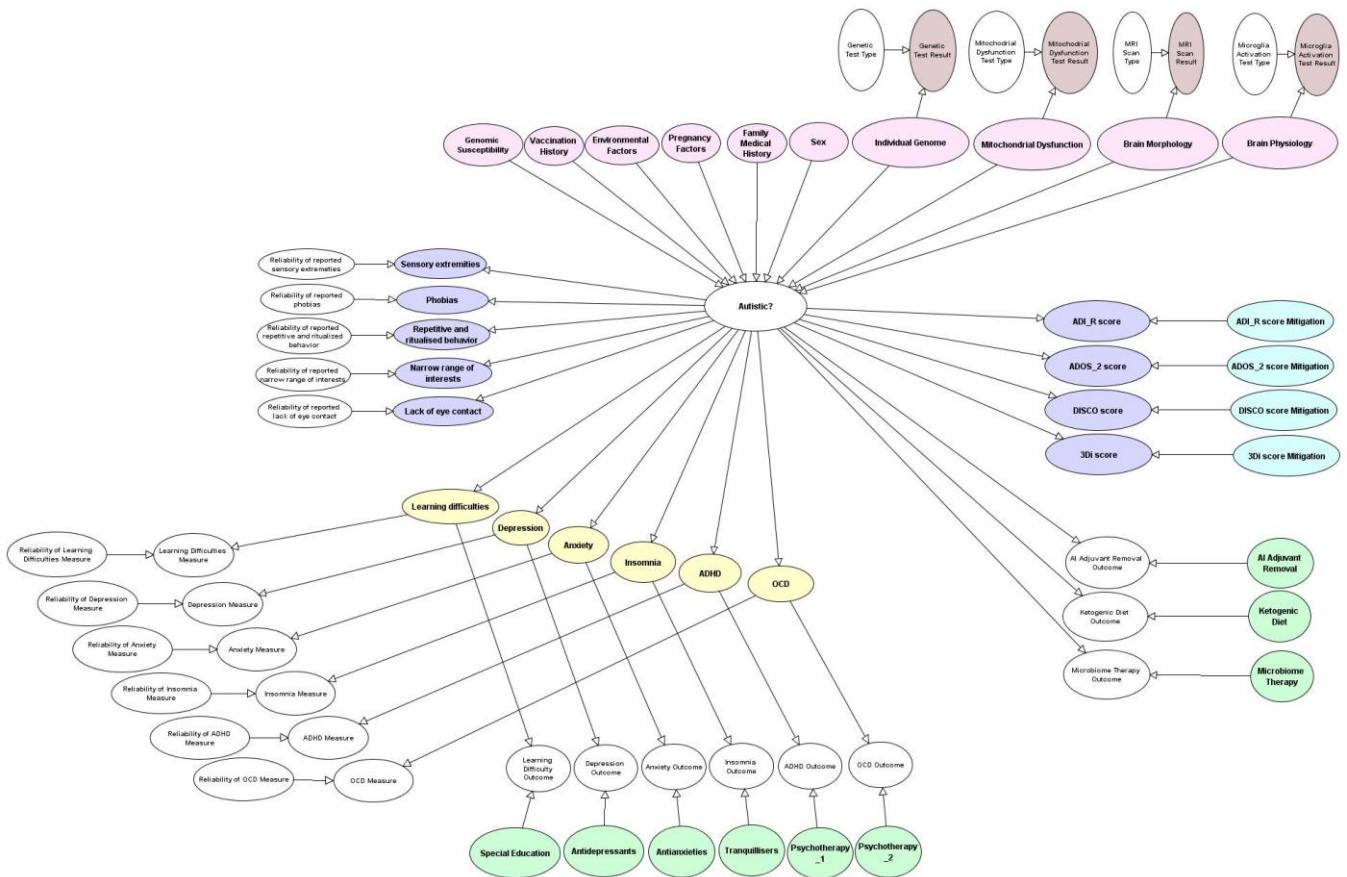 Genetic
Test Type
Genetic
Test Result
Mitochodrial
Dysfunction
Test Type
Mitochodrial
Dysfunction
Test Result
MRI
Scan
Type
MRI
Scan
Result
Microglia
Activation
Test Type
Microglia
Activation
Test Result
Genomic
Susceptibility
Vaccination
History
Environmental
Factors
Pregnancy
Factors
Family
Medical
History
Sex
Individual Genome
Mitochondrial Dysfunction
Brain Morphology
Brain Physiology
Reliability of reported
sensory extremeties
Sensory extremities
Reliability of reported
phobias
Phobias
Reliability of reported
repetitive and ritualized
behavior
Repetitive and
ritualised behavior
Reliability of reported
narrow range of interests
Narrow range of
interests
Reliability of reported
lack of eye contact
Lack of eye contact
Autistic?
ADI_R score
ADI_R score Mitigation
ADOS_2 score
ADOS_2 score Mitigation
DISCO score
DISCO score Mitigation
3Di score
3Di score Mitigation
Learning difficulties
Depression
Anxiety
Insomnia
ADHD
OCD
Reliability of Learning
Difficulties Measure
Learning Difficulties
Measure
Reliability of Depression
Measure
Depression Measure
Reliability of Anxiety
Measure
Anxiety Measure
Reliability of Insomnia
Measure
Insomnia Measure
Reliability of ADHD
Measure
ADHD Measure
Reliability of OCD Measure
OCD Measure
Al Adjuvant Removal
Outcome
Al Adjuvant
Removal
Ketogenic Diet
Outcome
Ketogenic
Diet
Microbiome Therapy
Outcome
Microbiome
Therapy
Learning
Difficulty
Outcome
Depression
Outcome
Anxiety Outcome
Insomnia
Outcome
ADHD Outcome
OCD Outcome
Special Education
Antidepressants
Antianxieties
Tranquillisers
Psychotherapy
_1
Psychotherapy
_2